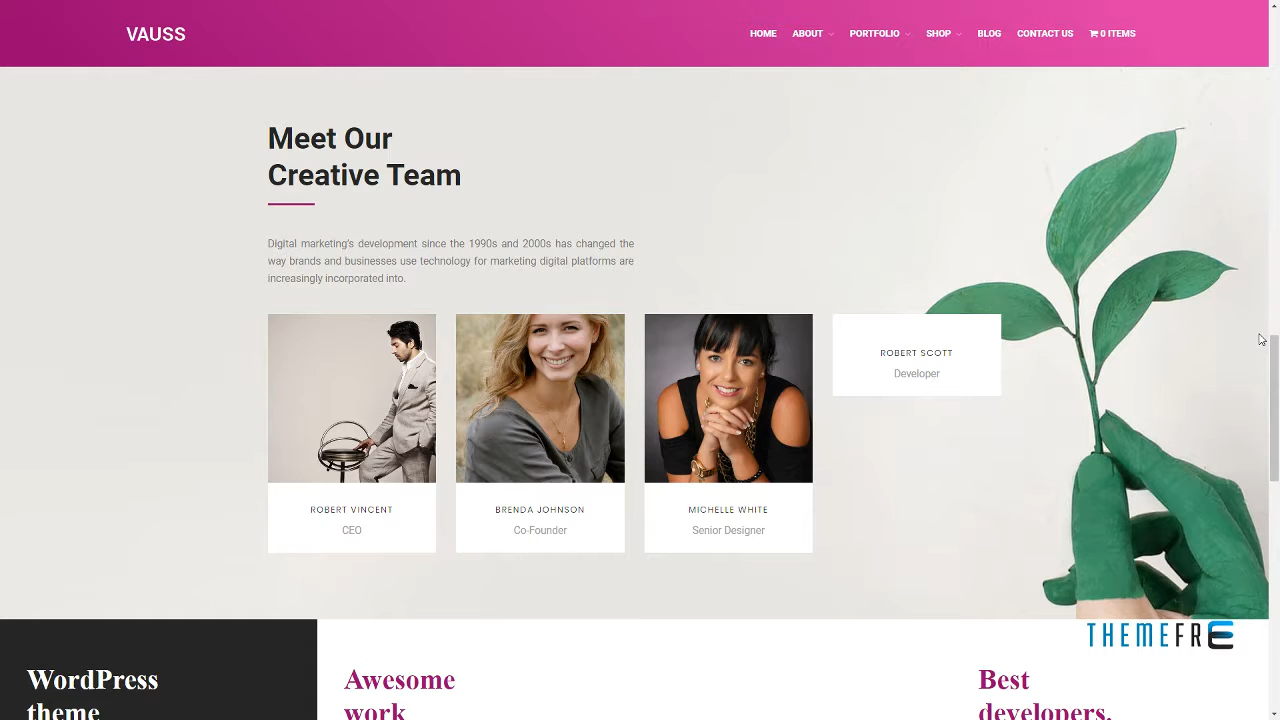 VAUSS
HOME ABOUT PORTFOLIO SHOP BLOG CONTACT US 0 ITEMS
Meet Our
Creative Team
Digital marketing's development since the 1990s and 2000s has changed the
way brands and businesses use technology for marketing digital platforms are
increasingly incorporated into.
ROBERT VINCENT
CEO
BRENDA JOHNSON
Co-Founder
MICHELLE WHITE
Senior Designer
ROBERT SCOTT
Developer
THEMEFRE
WordPress
theme
Awesome
work
Best
developers.